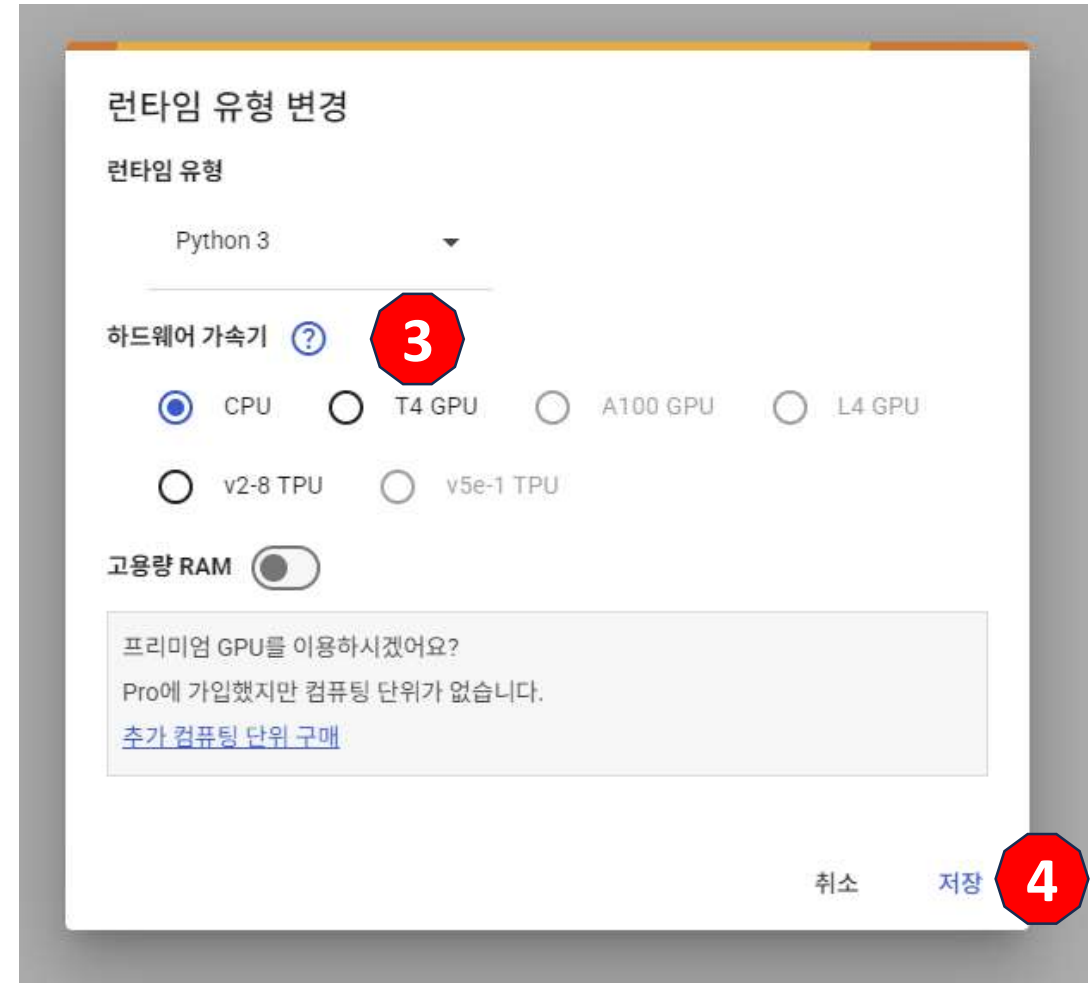 런타임 유형 변경
런타임 유형
Python 3
하드웨어 가속기 ? 3
CPU T4 GPU A100 GPU L4 GPU
v2-8 TPU v5e-1 TPU
고용량 RAM
프리미엄 GPU를 이용하시겠어요?
Pro에 가입했지만 컴퓨팅 단위가 없습니다.
추가 컴퓨팅 단위 구매
취소 저장 4